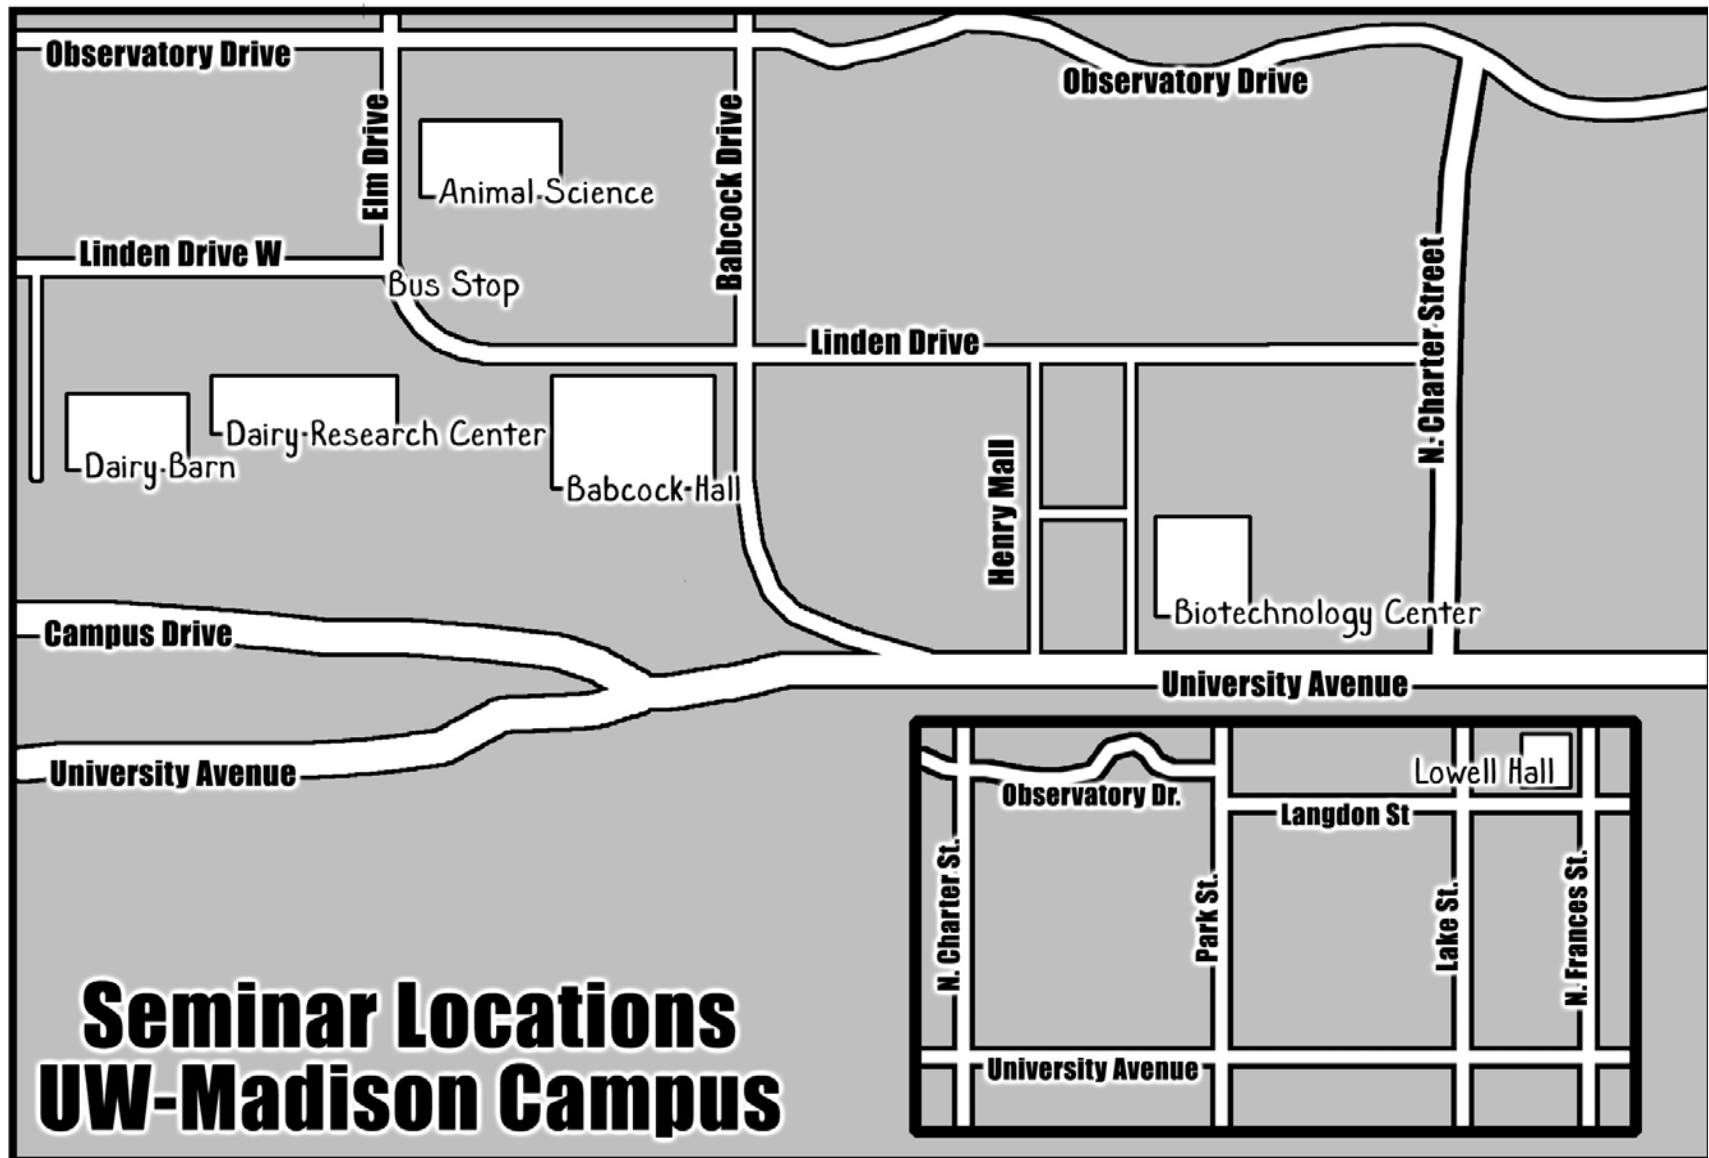 Observatory Drive
Observatory Drive
Elm Drive
Babcock Drive
Animal Science
Linden Drive W
Bus Stop
N. Charter Street
Linden Drive
Dairy Research Center
Dairy Barn
Babcock Hall
Henry Mall
Biotechnology Center
Campus Drive
University Avenue
University Avenue
Lowell Hall
Observatory Dr.
Langdon St
N. Charter St.
Park St.
Lake St.
N. Frances St.
University Avenue
Seminar Locations
UW-Madison Campus